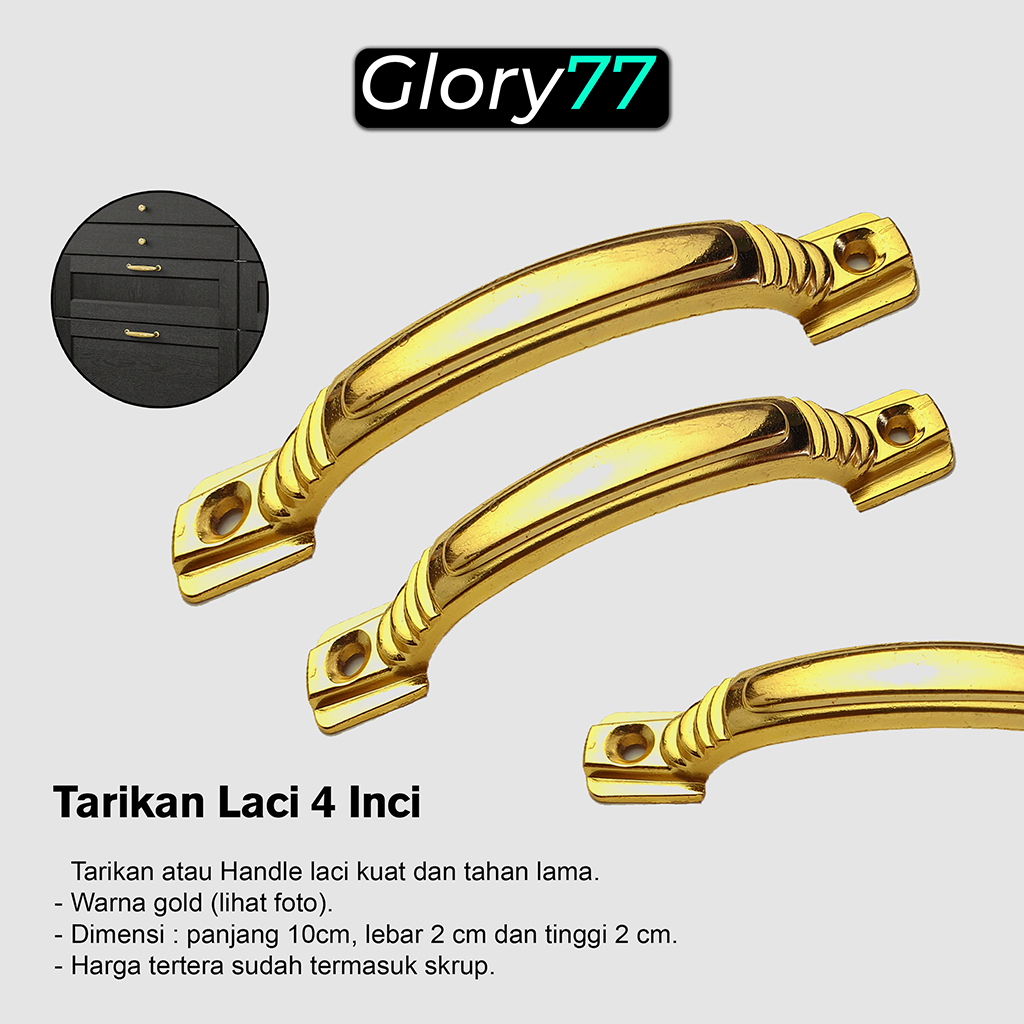 Glory77
Tarikan Laci 4 Inci
Tarikan atau Handle laci kuat dan tahan lama.
- Warna gold (lihat foto).
- Dimensi : panjang 10cm, lebar 2 cm dan tinggi 2 cm.
- Harga tertera sudah termasuk skrup.